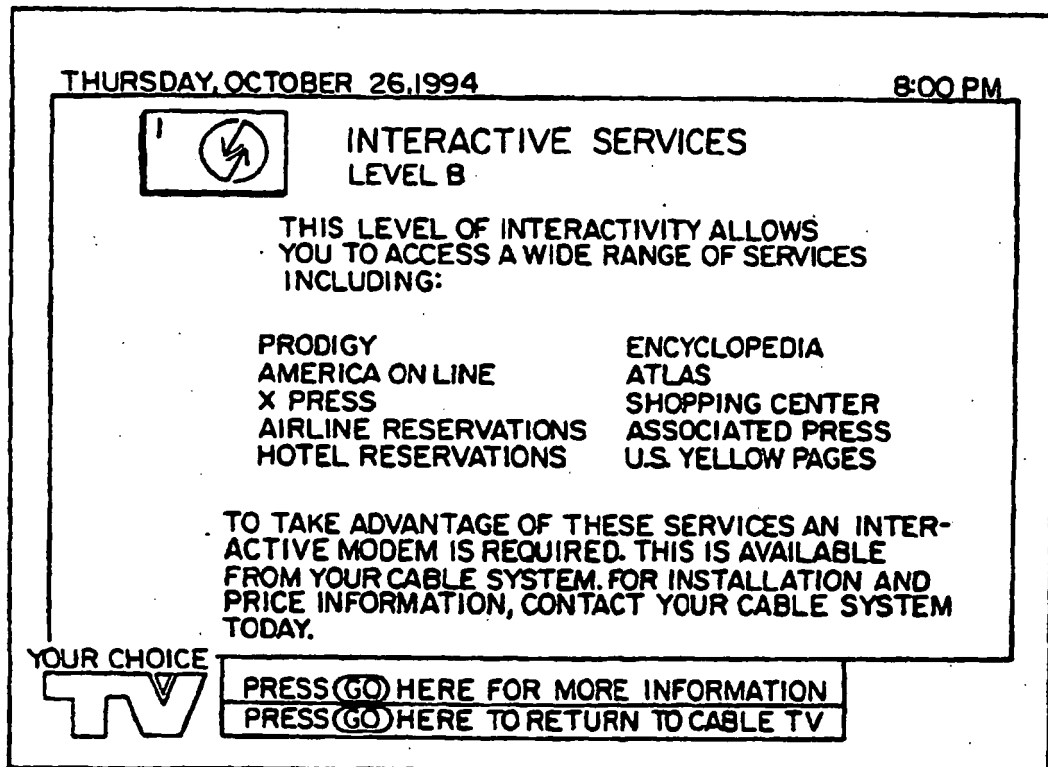 THURSDAY, OCTOBER 26, 1994 8:00 PM
1
INTERACTIVE SERVICES
LEVEL B
THIS LEVEL OF INTERACTIVITY ALLOWS
YOU TO ACCESS A WIDE RANGE OF SERVICES
INCLUDING:
PRODIGY ENCYCLOPEDIA
AMERICA ON LINE ATLAS
X PRESS SHOPPING CENTER
AIRLINE RESERVATIONS ASSOCIATED PRESS
HOTEL RESERVATIONS U.S. YELLOW PAGES
TO TAKE ADVANTAGE OF THESE SERVICES AN INTER-
ACTIVE MODEM IS REQUIRED. THIS IS AVAILABLE
FROM YOUR CABLE SYSTEM. FOR INSTALLATION AND
PRICE INFORMATION, CONTACT YOUR CABLE SYSTEM
TODAY.
YOUR CHOICE
TV
PRESS GO HERE FOR MORE INFORMATION
PRESS GO HERE TO RETURN TO CABLE TV